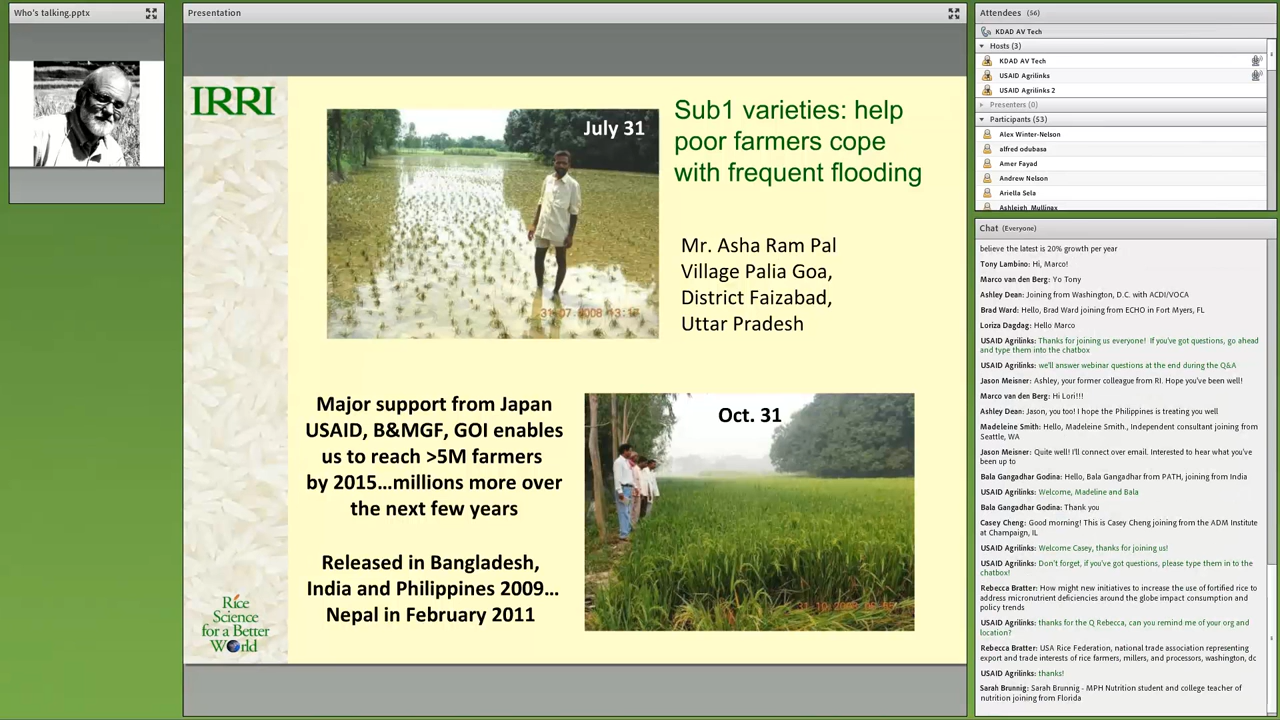 Who's talking.pptx
Presentation
IRRI
July 31
31/07/2008 13:17
Sub1 varieties: help
poor farmers cope
with frequent flooding
Mr. Asha Ram Pal
Village Palia Goa,
District Faizabad,
Uttar Pradesh
Major support from Japan
USAID, B&MGF, GOI enables
us to reach >5M farmers
by 2015...millions more over
the next few years
Released in Bangladesh,
India and Philippines 2009...
Nepal in February 2011
Oct. 31
Rice
Science
for a Better
World
Attendees (56)
KDAD AV Tech
Hosts (3)
KDAD AV Tech
USAID Agrilinks
USAID Agrilinks 2
Presenters (0)
Participants (53)
Alex Winter-Nelson
alfred odubasa
Amer Fayad
Andrew Nelson
Ariella Sela
Ashleigh Mullinax
Chat (Everyone)
believe the latest is 20% growth per year
Tony Lambino: Hi, Marco!
Marco van den Berg: Yo Tony
Ashley Dean: Joining from Washington, D.C. with ACDI/VOCA
Brad Ward: Hello, Brad Ward joining from ECHO in Fort Myers, FL
Loriza Dagdag: Hello Marco
USAID Agrilinks: Thanks for joining us everyone! If you've got questions, go ahead
and type them into the chatbox
USAID Agrilinks: we'll answer webinar questions at the end during the Q&A
Jason Meisner: Ashley, your former colleague from RI. Hope you've been well!
Marco van den Berg: Hi Lori!!!
Ashley Dean: Jason, you too! I hope the Philippines is treating you well
Madeleine Smith: Hello, Madeleine Smith., Independent consultant joining from
Seattle, WA
Jason Meisner: Quite well! I'll connect over email. Interested to hear what you've
been up to
Bala Gangadhar Godina: Hello, Bala Gangadhar from PATH, joining from India
USAID Agrilinks: Welcome, Madeline and Bala
Bala Gangadhar Godina: Thank you
Casey Cheng: Good morning! This is Casey Cheng joining from the ADM Institute
at Champaign, IL
USAID Agrilinks: Welcome Casey, thanks for joining us!
USAID Agrilinks: Don't forget, if you've got questions, please type them in to the
chatbox!
Rebecca Bratter: How might new initiatives to increase the use of fortified rice to
address micronutrient deficiencies around the globe impact consumption and
policy trends
USAID Agrilinks: thanks for the Q Rebecca, can you remind me of your org and
location?
Rebecca Bratter: USA Rice Federation, national trade association representing
export and trade interests of rice farmers, millers, and processors, washington, dc
USAID Agrilinks: thanks!
Sarah Brunnig: Sarah Brunnig - MPH Nutrition student and college teacher of
nutrition joining from Florida